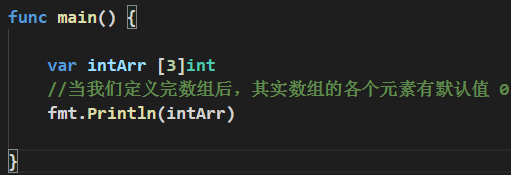 func main() {
var intArr [3]int
//当我们定义完数组后，其实数组的各个元素有默认值 0
fmt.Println(intArr)
}